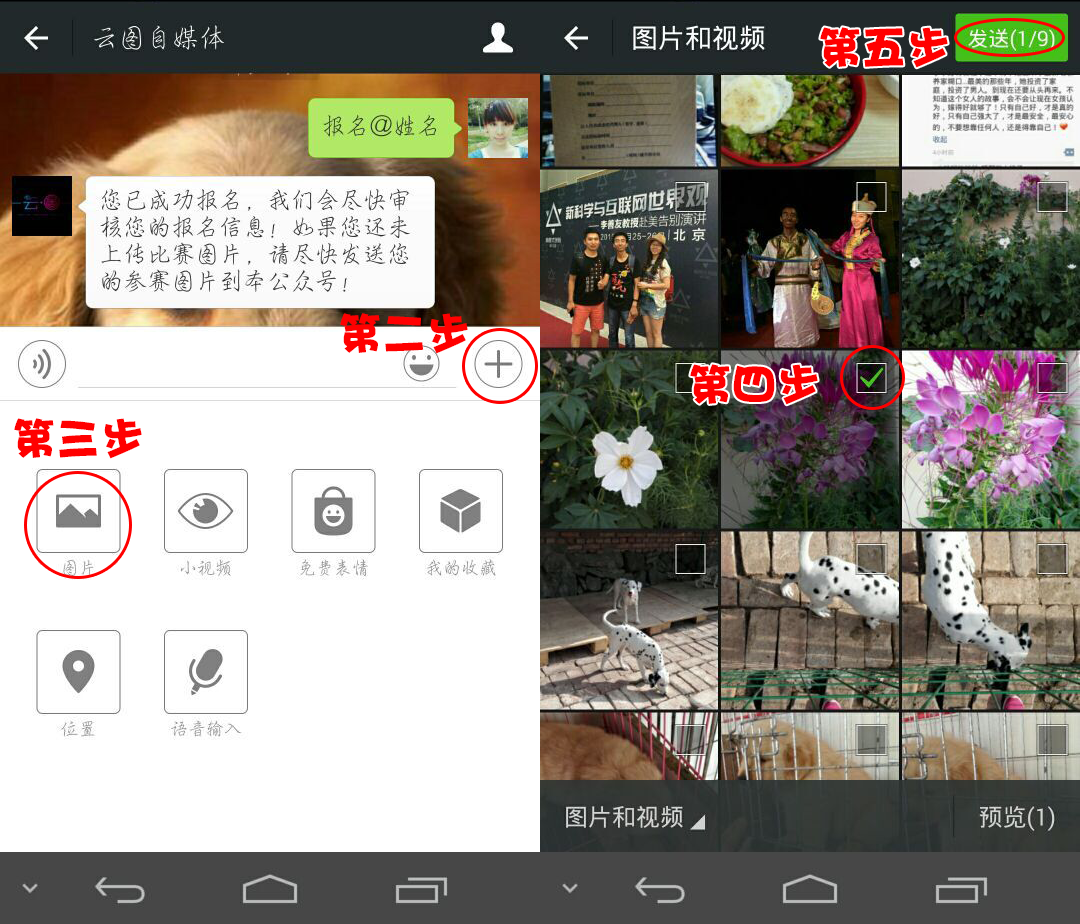 云图自媒体
报名@姓名
您已成功报名，我们会尽快审
核您的报名信息！如果您还未
上传比赛图片，请尽快发送您
的参赛图片到本公众号！
第二步
第三步
图片
小视频
免费表情
我的收藏
位置
语音输入
图片和视频
第五步
发送(1/9)
养家糊口...最美的那些年，她投资了家
庭，投资了男人。到现在还要从头再来。不
知道这个女人的故事，会不会让现在女孩认
为，嫁得好就够了！只有自己好，才是真的
好，只有自己强大了，才是最安全，最安心
的，不要想靠任何人，还是得靠自己！
收起
4小时前
新科学与互联网世界观
李善友教授赴美告别演讲
北京
第四步
图片和视频
预览(1)